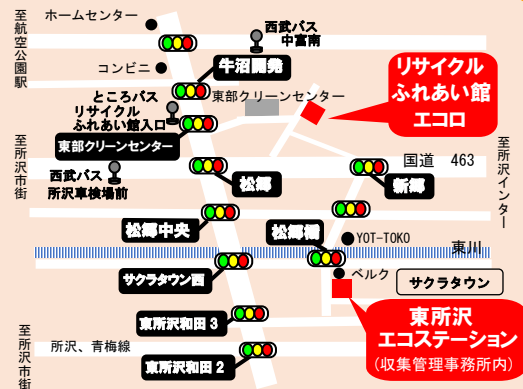 至航空公園駅
ホームセンター
西武バス
中富南
コンビニ
牛沼開発
リサイクル
ふれあい館
エコロ
ところバス
リサイクル
ふれあい館入口
東部クリーンセンター
東部クリーンセンター
至所沢市街
西武バス
所沢車検場前
松郷
国道 463
新郷
至所沢インター
松郷中央
松郷橋
YOT-TOKO
東川
サクラタウン西
ベルク
サクラタウン
東所沢和田3
東所沢
エコステーション
(収集管理事務所内)
至所沢市街
所沢、青梅線
東所沢和田2